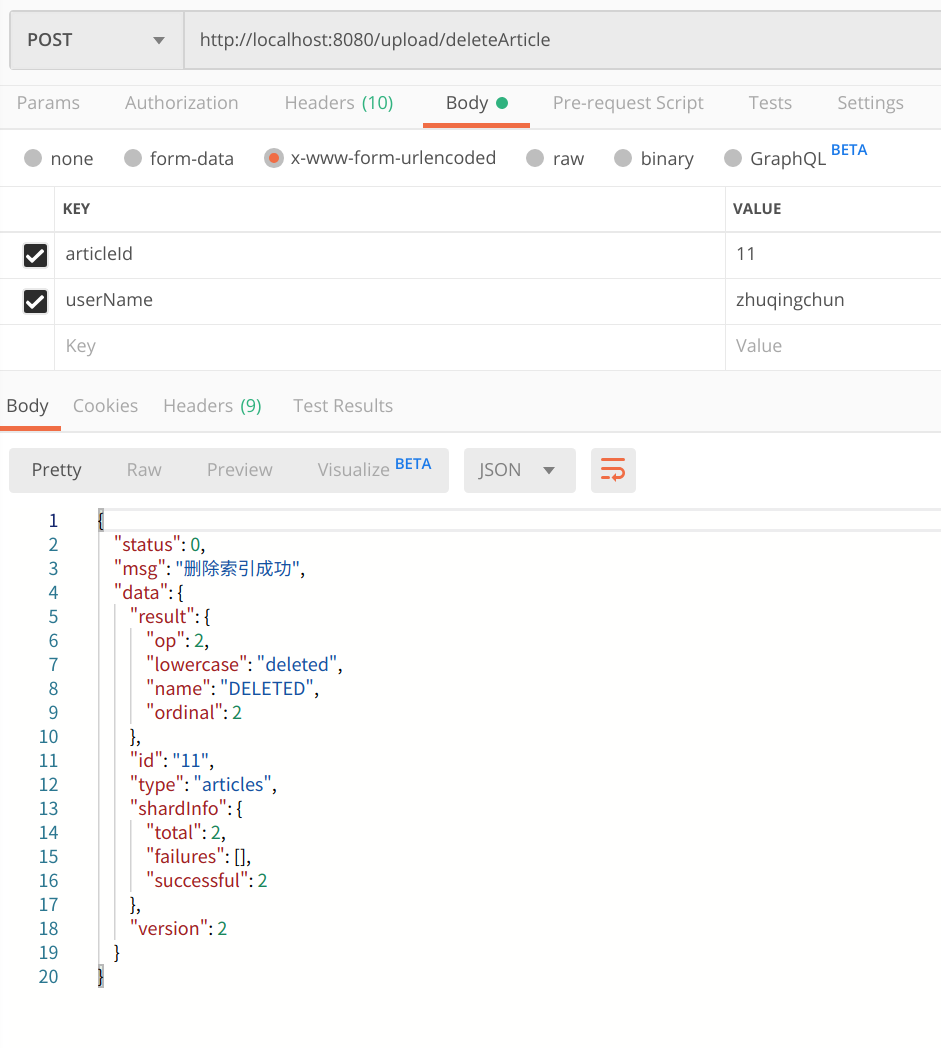 POST http://localhost:8080/upload/deleteArticle
Params Authorization Headers (10) Body Pre-request Script Tests Settings
none form-data x-www-form-urlencoded raw binary GraphQL BETA
KEY VALUE
articleId 11
userName zhuqingchun
Key Value
Body Cookies Headers (9) Test Results
Pretty Raw Preview Visualize BETA JSON
1 {
2 "status": 0,
3 "msg": "删除索引成功",
4 "data": {
5 "result": {
6 "op": 2,
7 "lowercase": "deleted",
8 "name": "DELETED",
9 "ordinal": 2
10 },
11 "id": "11",
12 "type": "articles",
13 "shardInfo": {
14 "total": 2,
15 "failures": [],
16 "successful": 2
17 },
18 "version": 2
19 }
20 }